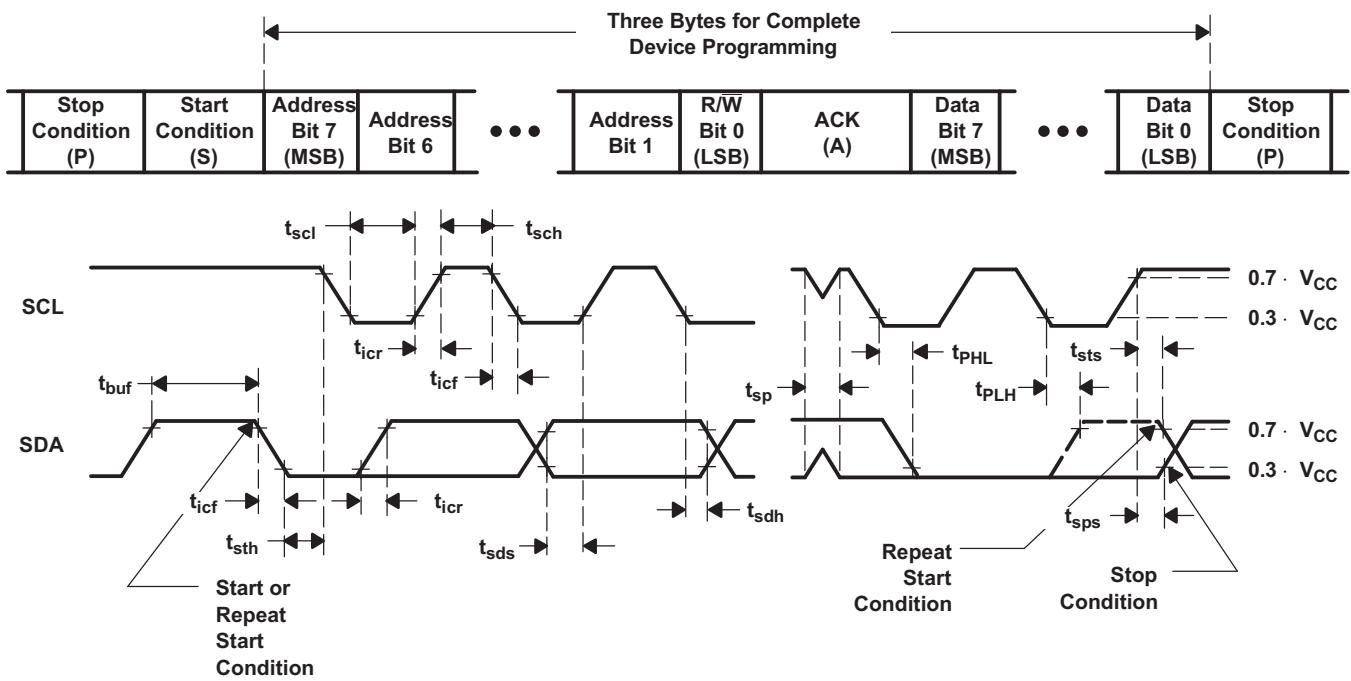 Three Bytes for Complete
Device Programming
Stop
Condition
(P)
Start
Condition
(S)
Address
Bit 7
(MSB)
Address
Bit 6
•••
Address
Bit 1
R/W̅
Bit 0
(LSB)
ACK
(A)
Data
Bit 7
(MSB)
•••
Data
Bit 0
(LSB)
Stop
Condition
(P)
tscl
tsch
SCL
0.7 · VCC
0.3 · VCC
ticr
ticf
tPHL
tsts
tbuf
tsp
tPLH
SDA
0.7 · VCC
0.3 · VCC
ticf
ticr
tsdh
tsps
tsth
tsds
Start or
Repeat
Start
Condition
Repeat
Start
Condition
Stop
Condition